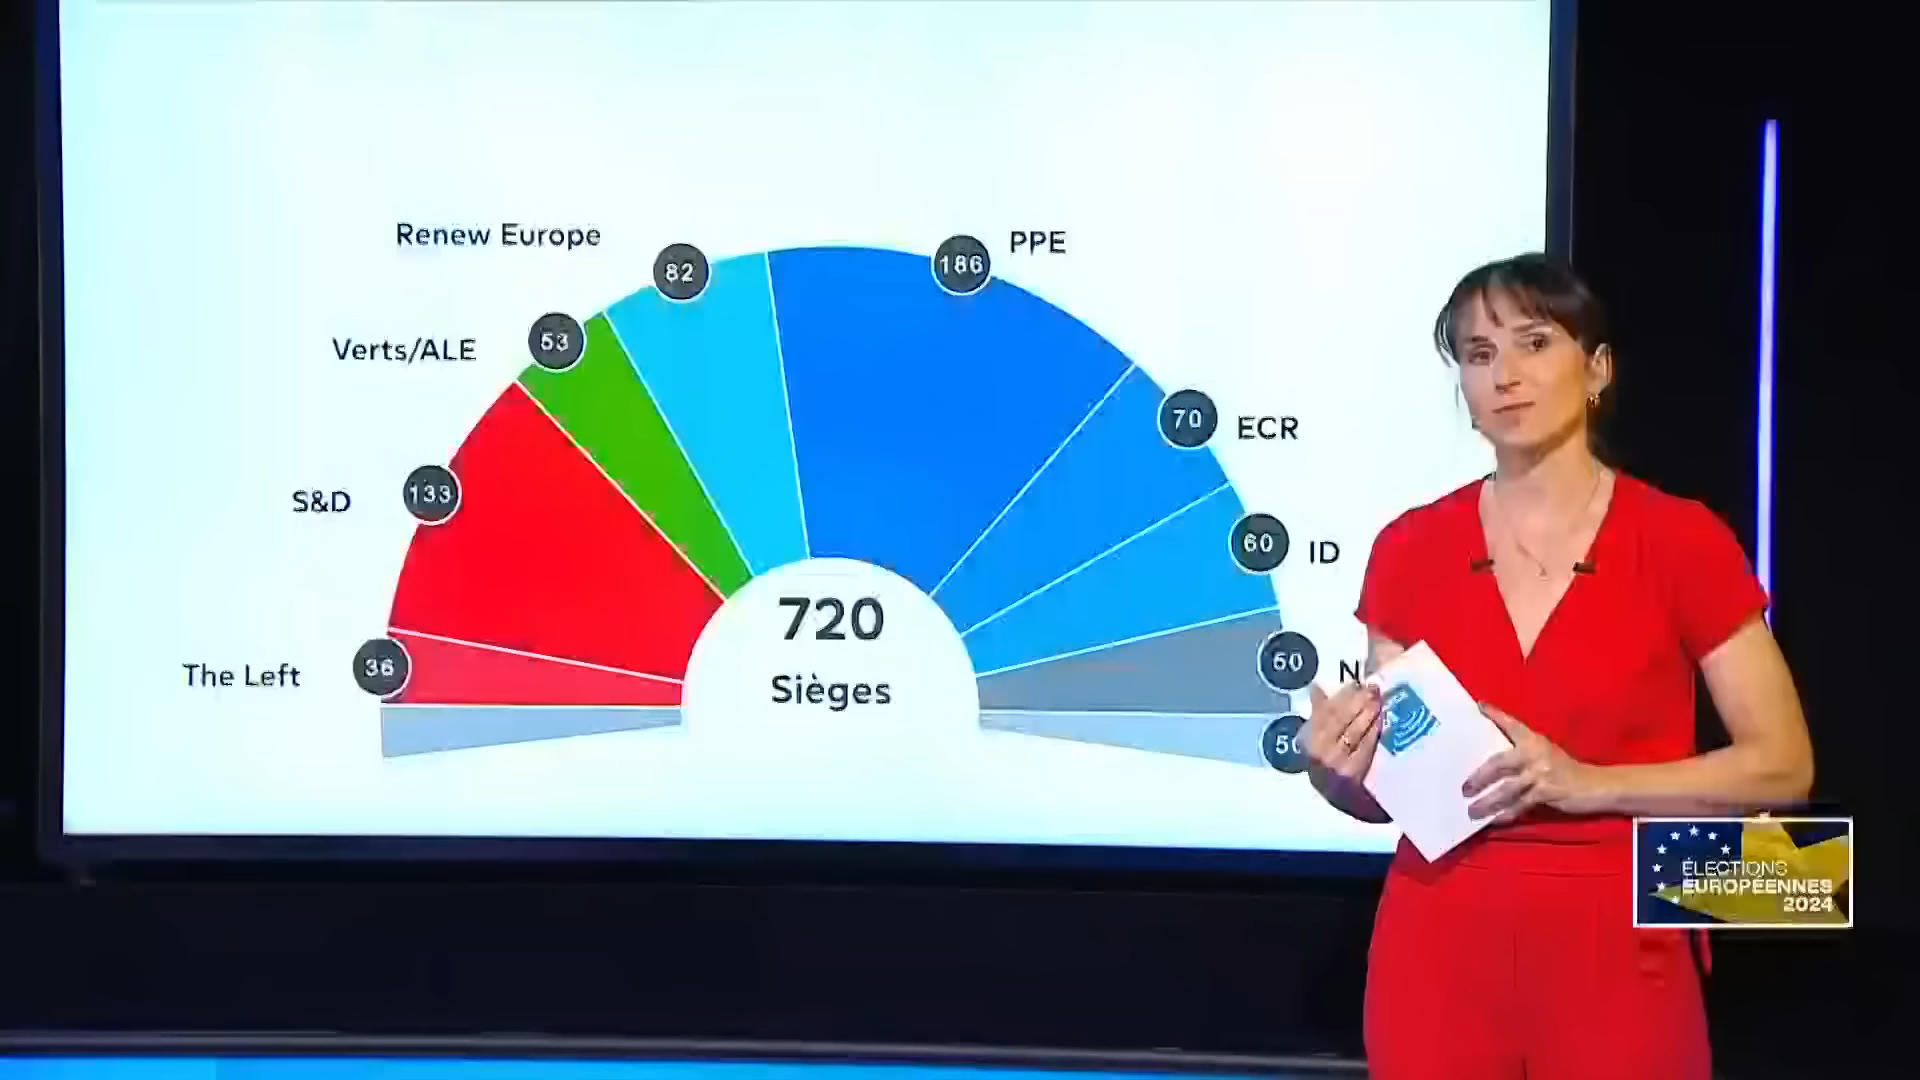 Renew Europe
82
186
PPE
Verts/ALE
53
70
ECR
S&D
133
60
ID
The Left
36
720
Sièges
50
ÉLECTIONS
EUROPÉENNES
2024